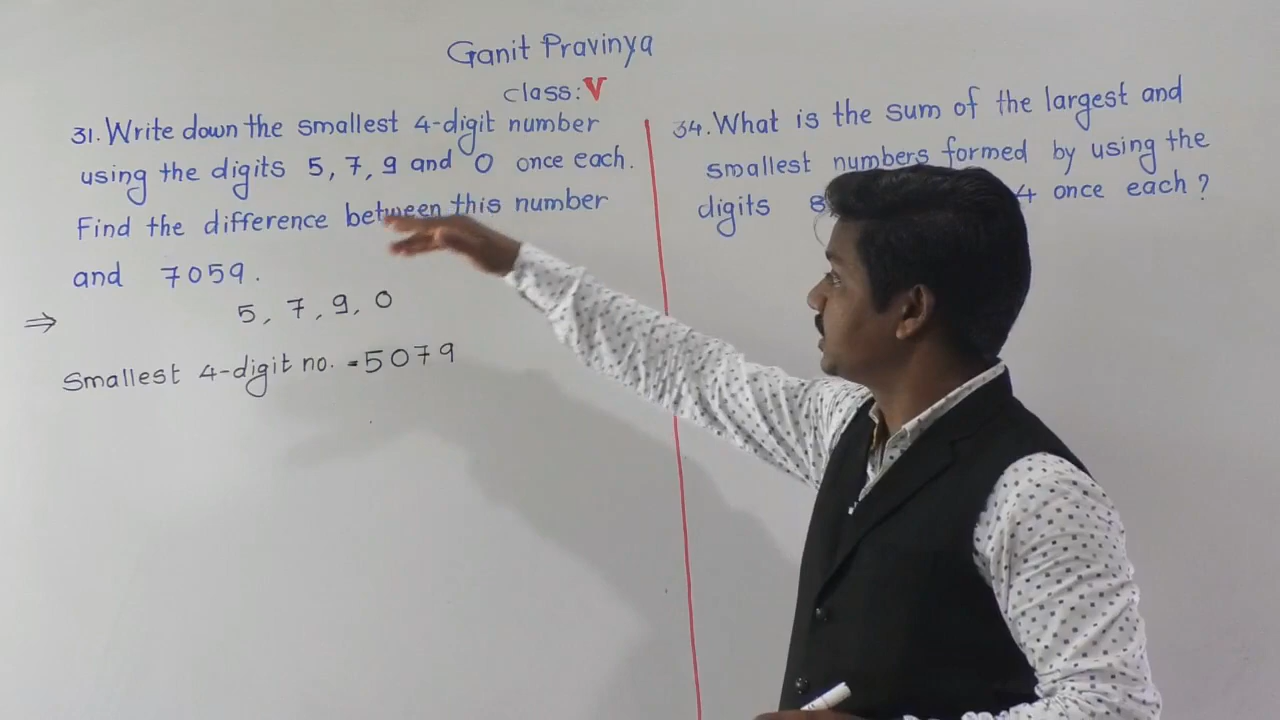 Ganit Pravinya
class: V
31. Write down the smallest 4-digit number
using the digits 5, 7, 9 and 0 once each.
Find the difference between this number
and 7059.
⇒ 5, 7, 9, 0
Smallest 4-digit no. = 5079
34. What is the sum of the largest and
smallest numbers formed by using the
digits 8 4 once each?